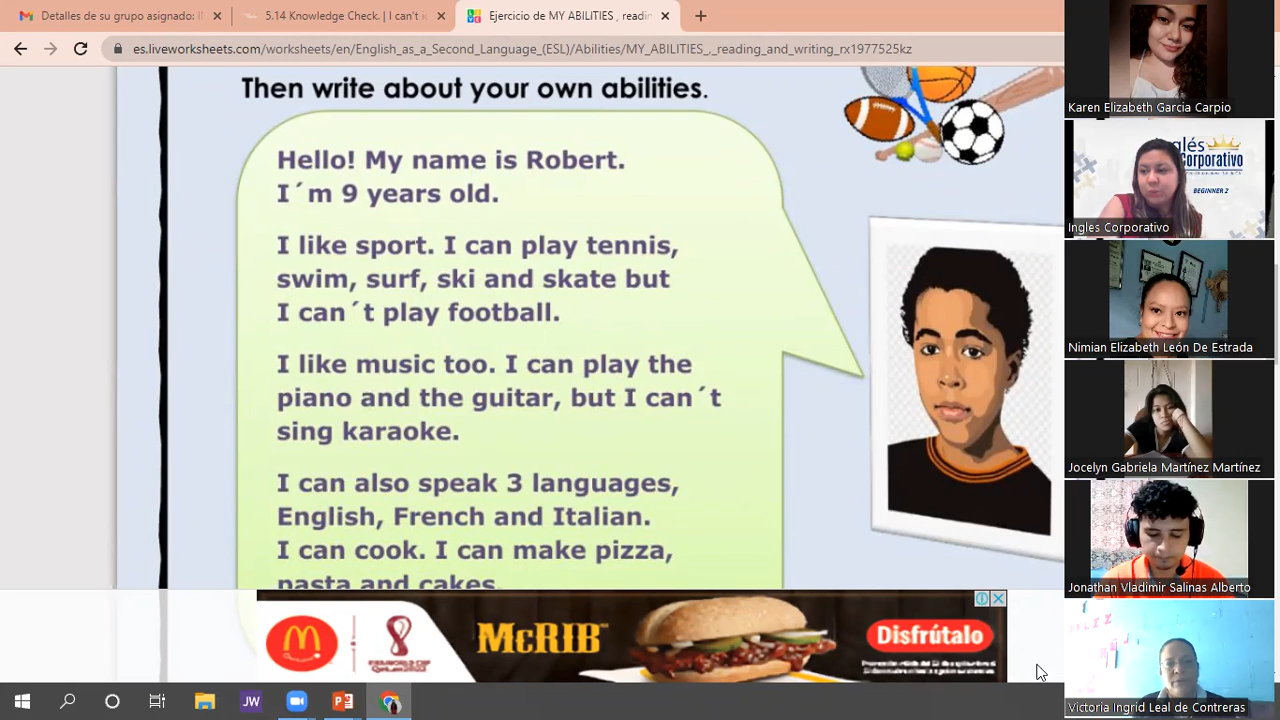 Detalles de su grupo asignado: I
5.14 Knowledge Check. | I can't i
Ejercicio de MY ABILITIES , readin
es.liveworksheets.com/worksheets/en/English_as_a_Second_Language_(ESL)/Abilities/MY_ABILITIES_,_reading_and_writing_rx1977525kz
Then write about your own abilities.
Hello! My name is Robert.
I´m 9 years old.
I like sport. I can play tennis,
swim, surf, ski and skate but
I can´t play football.
I like music too. I can play the
piano and the guitar, but I can´t
sing karaoke.
I can also speak 3 languages,
English, French and Italian.
I can cook. I can make pizza,
pasta and cakes.
McRIB
Disfrútalo
JW
Karen Elizabeth Garcia Carpio
Inglés
Corporativo
BEGINNER 2
Ingles Corporativo
Nimian Elizabeth León De Estrada
Jocelyn Gabriela Martínez Martínez
Jonathan Vladimir Salinas Alberto
Victoria Ingrid Leal de Contreras